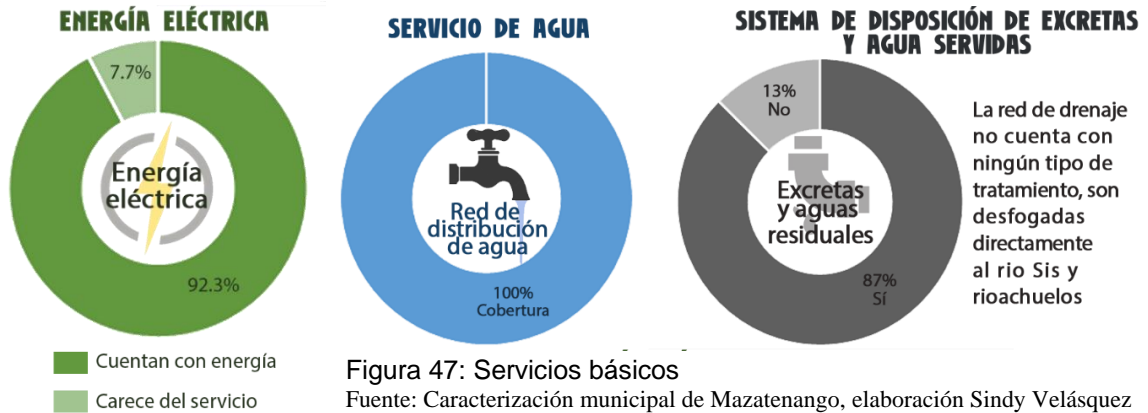 ENERGÍA ELÉCTRICA
7.7%
Energía
eléctrica
92.3%
Cuentan con energía
Carece del servicio
SERVICIO DE AGUA
Red de
distribución
de agua
100%
Cobertura
SISTEMA DE DISPOSICIÓN DE EXCRETAS
Y AGUA SERVIDAS
13%
No
Excretas
y aguas
residuales
87%
Sí
La red de drenaje
no cuenta con
ningún tipo de
tratamiento, son
desfogadas
directamente
al rio Sis y
rioachuelos
Figura 47: Servicios básicos
Fuente: Caracterización municipal de Mazatenango, elaboración Sindy Velásquez